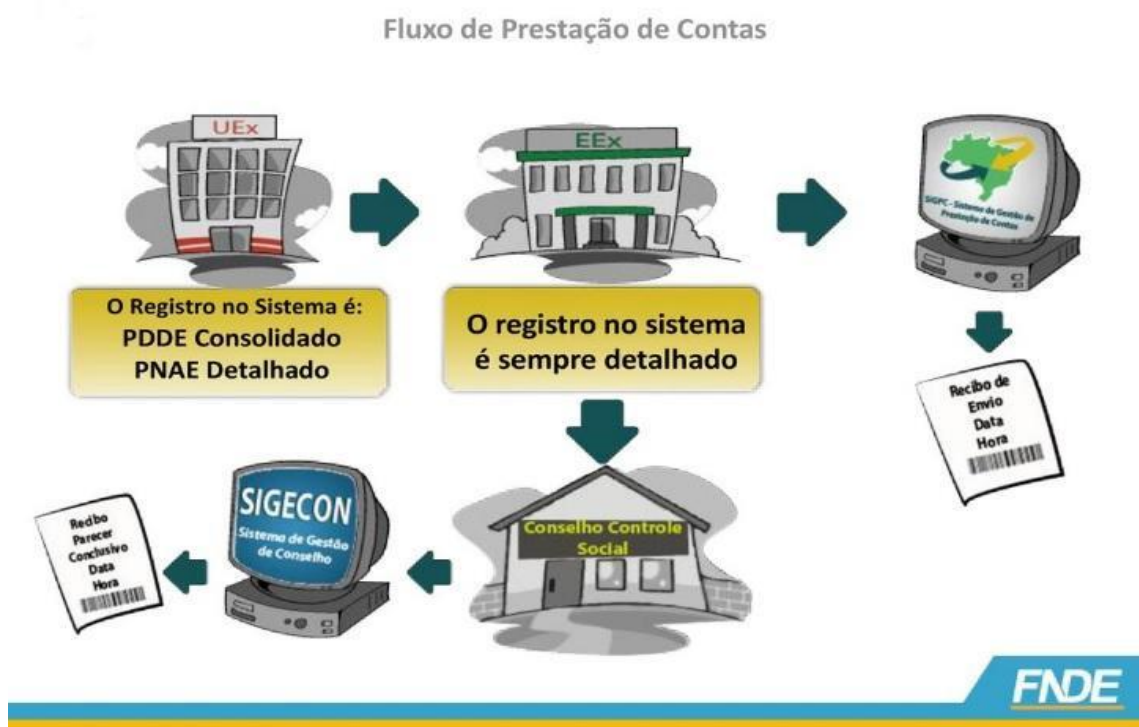 Fluxo de Prestação de Contas
UEx
EEx
SIGPC - Sistema de Gestão de
Prestação de Contas
O Registro no Sistema é:
PDDE Consolidado
PNAE Detalhado
O registro no sistema
é sempre detalhado
Recibo de
Envio
Data
Hora
Conselho Controle
Social
SIGECON
Sistema de Gestão
de Conselho
Recibo
Parecer
Conclusivo
Data
Hora
FNDE